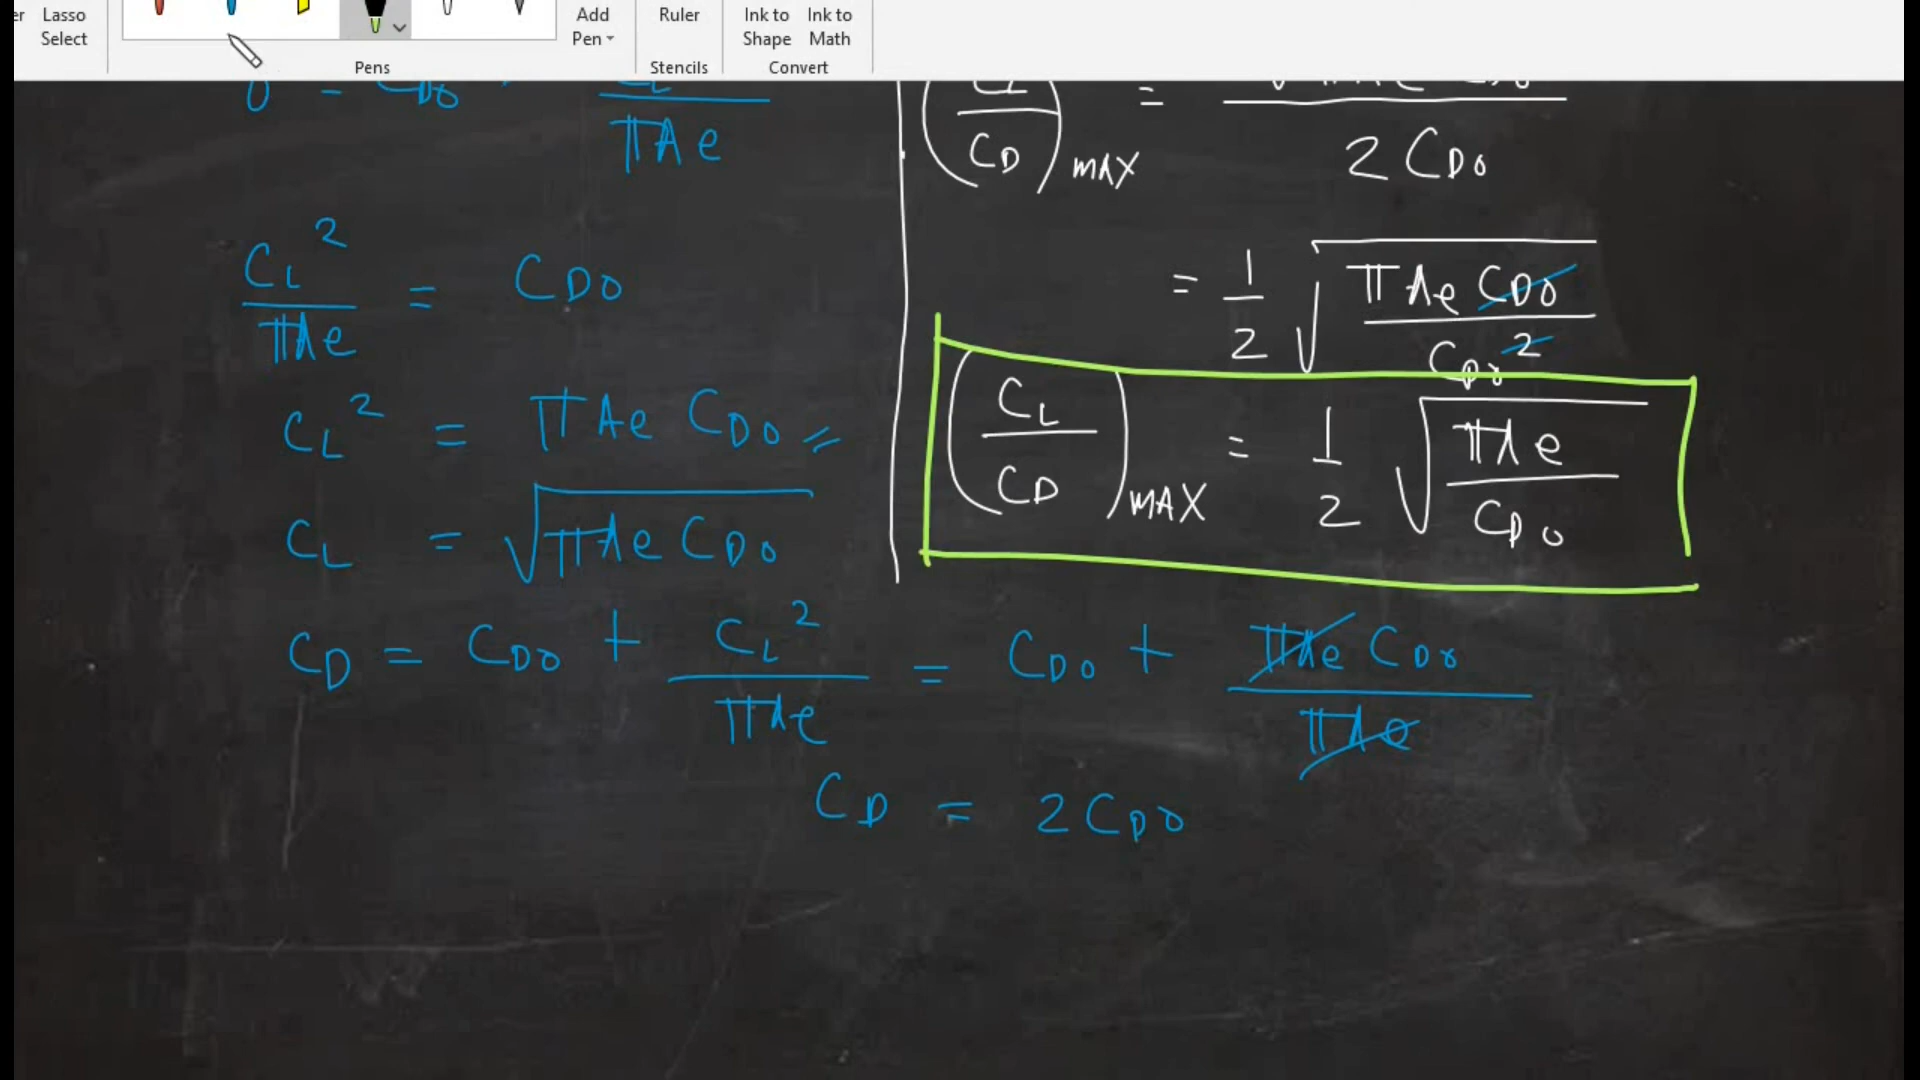 Lasso Select
Add Pen
Ruler
Ink to Shape
Ink to Math
Pens
Stencils
Convert
0 = CD0
πAe
CL² / πAe = CD0
CL² = πAe CD0 =
CL = √(πAe CD0)
CD = CD0 + CL² / πAe = CD0 + πAe CD0 / πAe
CD = 2CD0
(CL / CD) MAX =
2 CD0
= 1/2 √(πAe CD0 / CD0²)
(CL / CD) MAX = 1/2 √(πAe / CD0)